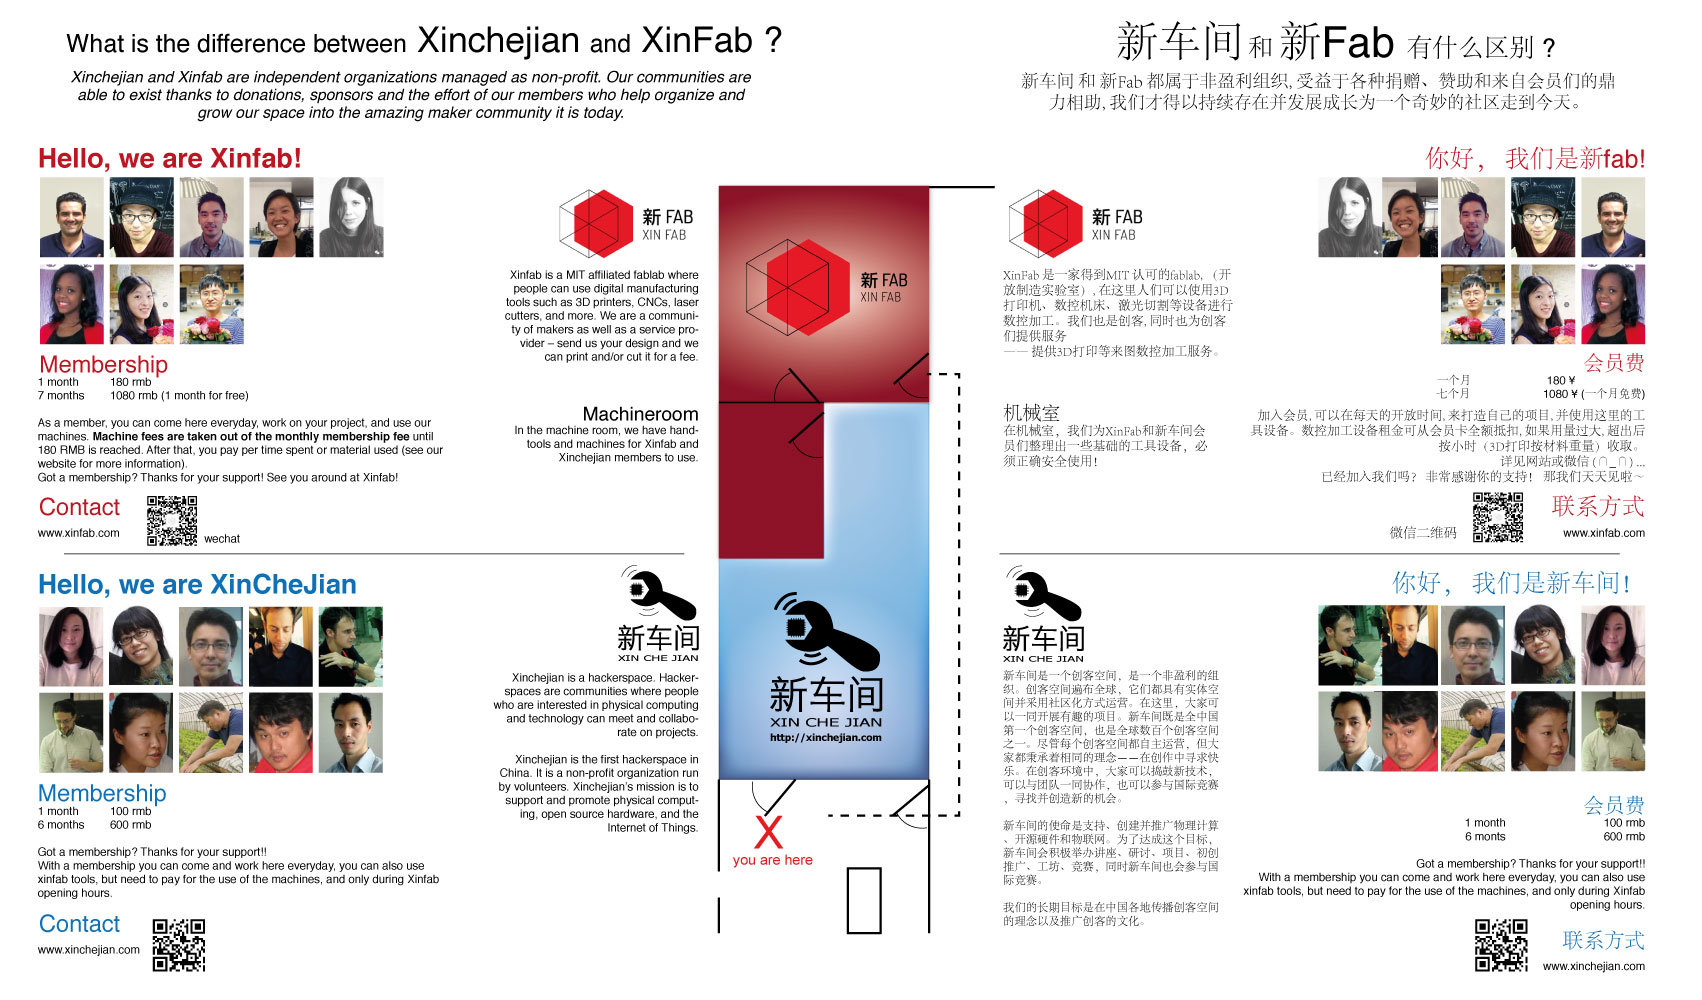 What is the difference between Xinchejian and XinFab ?
Xinchejian and Xinfab are independent organizations managed as non-profit. Our communities are
able to exist thanks to donations, sponsors and the effort of our members who help organize and
grow our space into the amazing maker community it is today.
新车间 和 新Fab 有什么区别 ?
新车间 和 新Fab 都属于非盈利组织, 受益于各种捐赠、赞助和来自会员们的鼎
力相助, 我们才得以持续存在并发展成长为一个奇妙的社区走到今天。
Hello, we are Xinfab!
Membership
1 month 180 rmb
7 months 1080 rmb (1 month for free)
As a member, you can come here everyday, work on your project, and use our
machines. Machine fees are taken out of the monthly membership fee until
180 RMB is reached. After that, you pay per time spent or material used (see our
website for more information).
Got a membership? Thanks for your support! See you around at Xinfab!
Contact
www.xinfab.com
wechat
新 FAB
XIN FAB
Xinfab is a MIT affiliated fablab where
people can use digital manufacturing
tools such as 3D printers, CNCs, laser
cutters, and more. We are a communi-
ty of makers as well as a service pro-
vider – send us your design and we
can print and/or cut it for a fee.
Machineroom
In the machine room, we have hand-
tools and machines for Xinfab and
Xinchejian members to use.
新 FAB
XIN FAB
新 FAB
XIN FAB
XinFab 是一家得到MIT 认可的fablab, （开
放制造实验室）, 在这里人们可以使用3D
打印机、数控机床、激光切割等设备进行
数控加工。我们也是创客, 同时也为创客
们提供服务
—— 提供3D打印等来图数控加工服务。
机械室
在机械室，我们为XinFab和新车间会
员们整理出一些基础的工具设备，必
须正确安全使用！
你好， 我们是新fab!
会员费
一个月 180 ¥
七个月 1080 ¥ (一个月免费)
加入会员, 可以在每天的开放时间, 来打造自己的项目, 并使用这里的工
具设备。数控加工设备租金可从会员卡全额抵扣, 如果用量过大, 超出后
按小时（3D打印按材料重量）收取。
详见网站或微信 (∩_∩) ...
已经加入我们吗？ 非常感谢你的支持！ 那我们天天见啦～
微信二维码
联系方式
www.xinfab.com
Hello, we are XinCheJian
Membership
1 month 100 rmb
6 months 600 rmb
Got a membership? Thanks for your support!!
With a membership you can come and work here everyday, you can also use
xinfab tools, but need to pay for the use of the machines, and only during Xinfab
opening hours.
Contact
www.xinchejian.com
新车间
XIN CHE JIAN
Xinchejian is a hackerspace. Hacker-
spaces are communities where people
who are interested in physical computing
and technology can meet and collabo-
rate on projects.
Xinchejian is the first hackerspace in
China. It is a non-profit organization run
by volunteers. Xinchejian's mission is to
support and promote physical comput-
ing, open source hardware, and the
Internet of Things.
新车间
XIN CHE JIAN
http://xinchejian.com
X
you are here
新车间
XIN CHE JIAN
新车间是一个创客空间，是一个非盈利的组
织。创客空间遍布全球，它们都具有实体空
间并采用社区化方式运营。在这里，大家可
以一同开展有趣的项目。新车间既是全中国
第一个创客空间，也是全球数百个创客空间
之一。尽管每个创客空间都自主运营，但大
家都秉承着相同的理念——在创作中寻求快
乐。在创客环境中，大家可以捣鼓新技术，
可以与团队一同协作，也可以参与国际竞赛
，寻找并创造新的机会。
新车间的使命是支持、创建并推广物理计算
、开源硬件和物联网。为了达成这个目标，
新车间会积极举办讲座、研讨、项目、初创
推广、工坊、竞赛，同时新车间也会参与国
际竞赛。
我们的长期目标是在中国各地传播创客空间
的理念以及推广创客的文化。
你好， 我们是新车间！
会员费
1 month 100 rmb
6 monts 600 rmb
Got a membership? Thanks for your support!!
With a membership you can come and work here everyday, you can also use
xinfab tools, but need to pay for the use of the machines, and only during Xinfab
opening hours.
联系方式
www.xinchejian.com